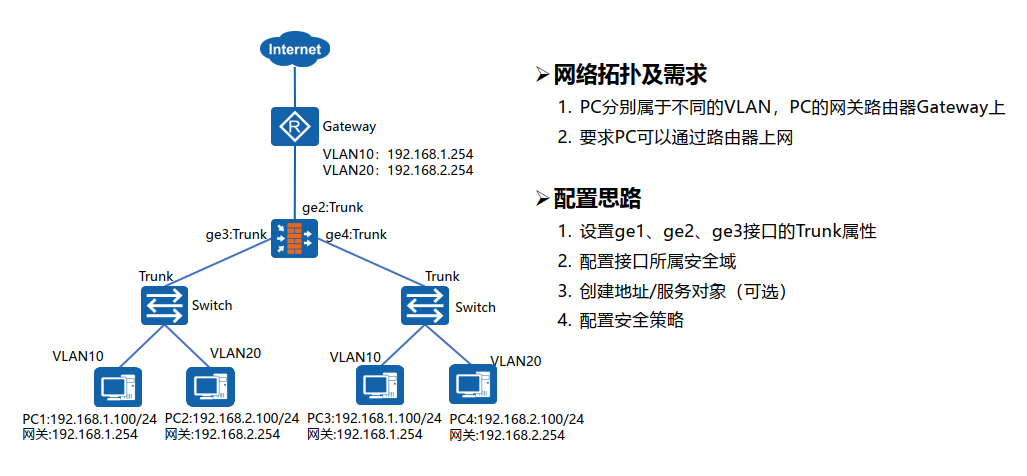 Internet
R
Gateway
VLAN10：192.168.1.254
VLAN20：192.168.2.254
ge2:Trunk
ge3:Trunk
ge4:Trunk
Trunk
Trunk
Switch
Switch
VLAN10
VLAN20
VLAN10
VLAN20
PC1:192.168.1.100/24
网关:192.168.1.254
PC2:192.168.2.100/24
网关:192.168.2.254
PC3:192.168.1.100/24
网关:192.168.1.254
PC4:192.168.2.100/24
网关:192.168.2.254
➢网络拓扑及需求
1. PC分别属于不同的VLAN，PC的网关路由器Gateway上
2. 要求PC可以通过路由器上网
➢配置思路
1. 设置ge1、ge2、ge3接口的Trunk属性
2. 配置接口所属安全域
3. 创建地址/服务对象（可选）
4. 配置安全策略